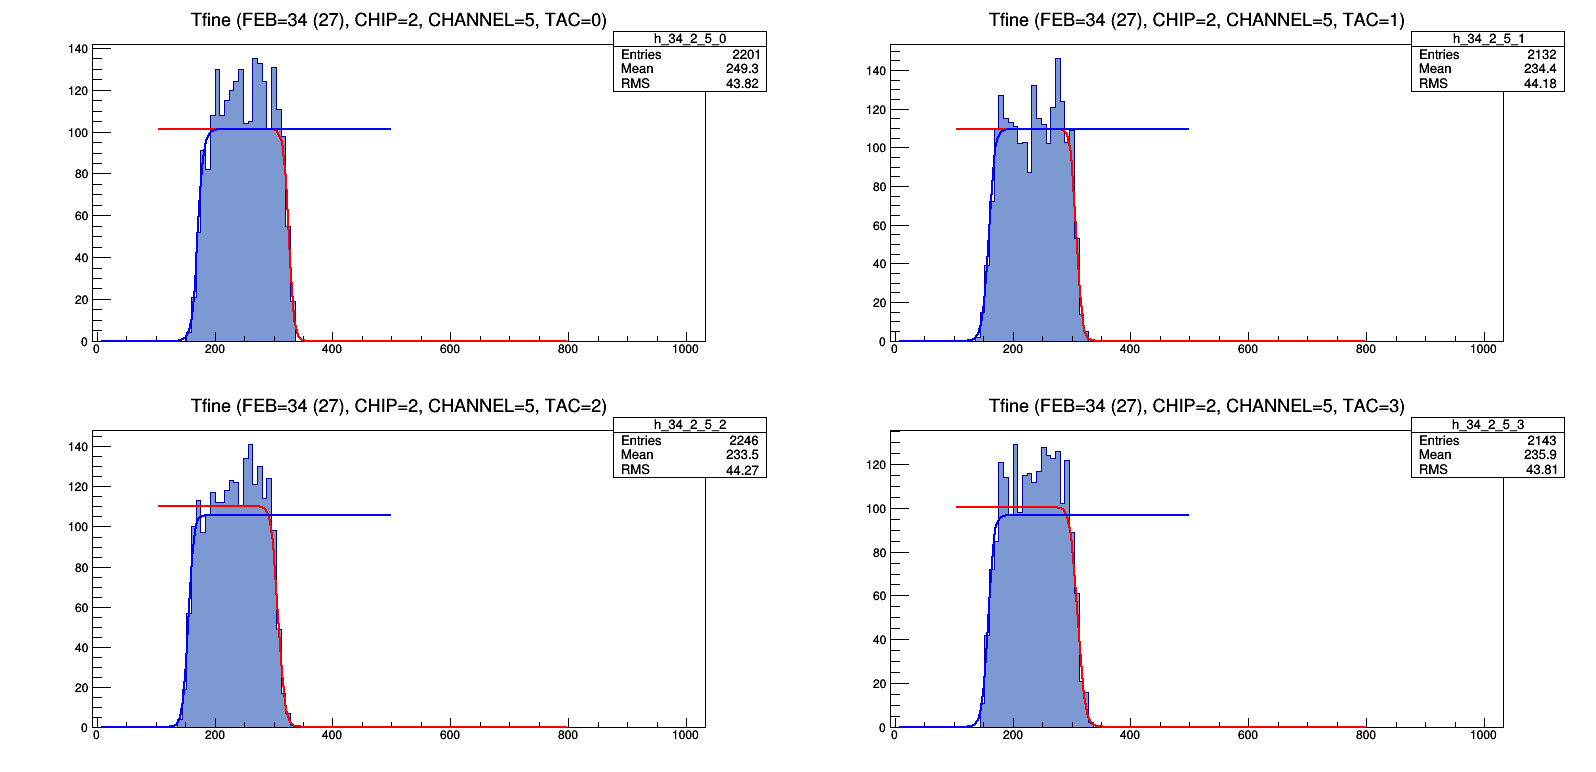 Tfine (FEB=34 (27), CHIP=2, CHANNEL=5, TAC=0)
h_34_2_5_0
Entries 2201
Mean 249.3
RMS 43.82
140
120
100
80
60
40
20
0
0 200 400 600 800 1000
Tfine (FEB=34 (27), CHIP=2, CHANNEL=5, TAC=1)
h_34_2_5_1
Entries 2132
Mean 234.4
RMS 44.18
140
120
100
80
60
40
20
0
0 200 400 600 800 1000
Tfine (FEB=34 (27), CHIP=2, CHANNEL=5, TAC=2)
h_34_2_5_2
Entries 2246
Mean 233.5
RMS 44.27
140
120
100
80
60
40
20
0
0 200 400 600 800 1000
Tfine (FEB=34 (27), CHIP=2, CHANNEL=5, TAC=3)
h_34_2_5_3
Entries 2143
Mean 235.9
RMS 43.81
120
100
80
60
40
20
0
0 200 400 600 800 1000